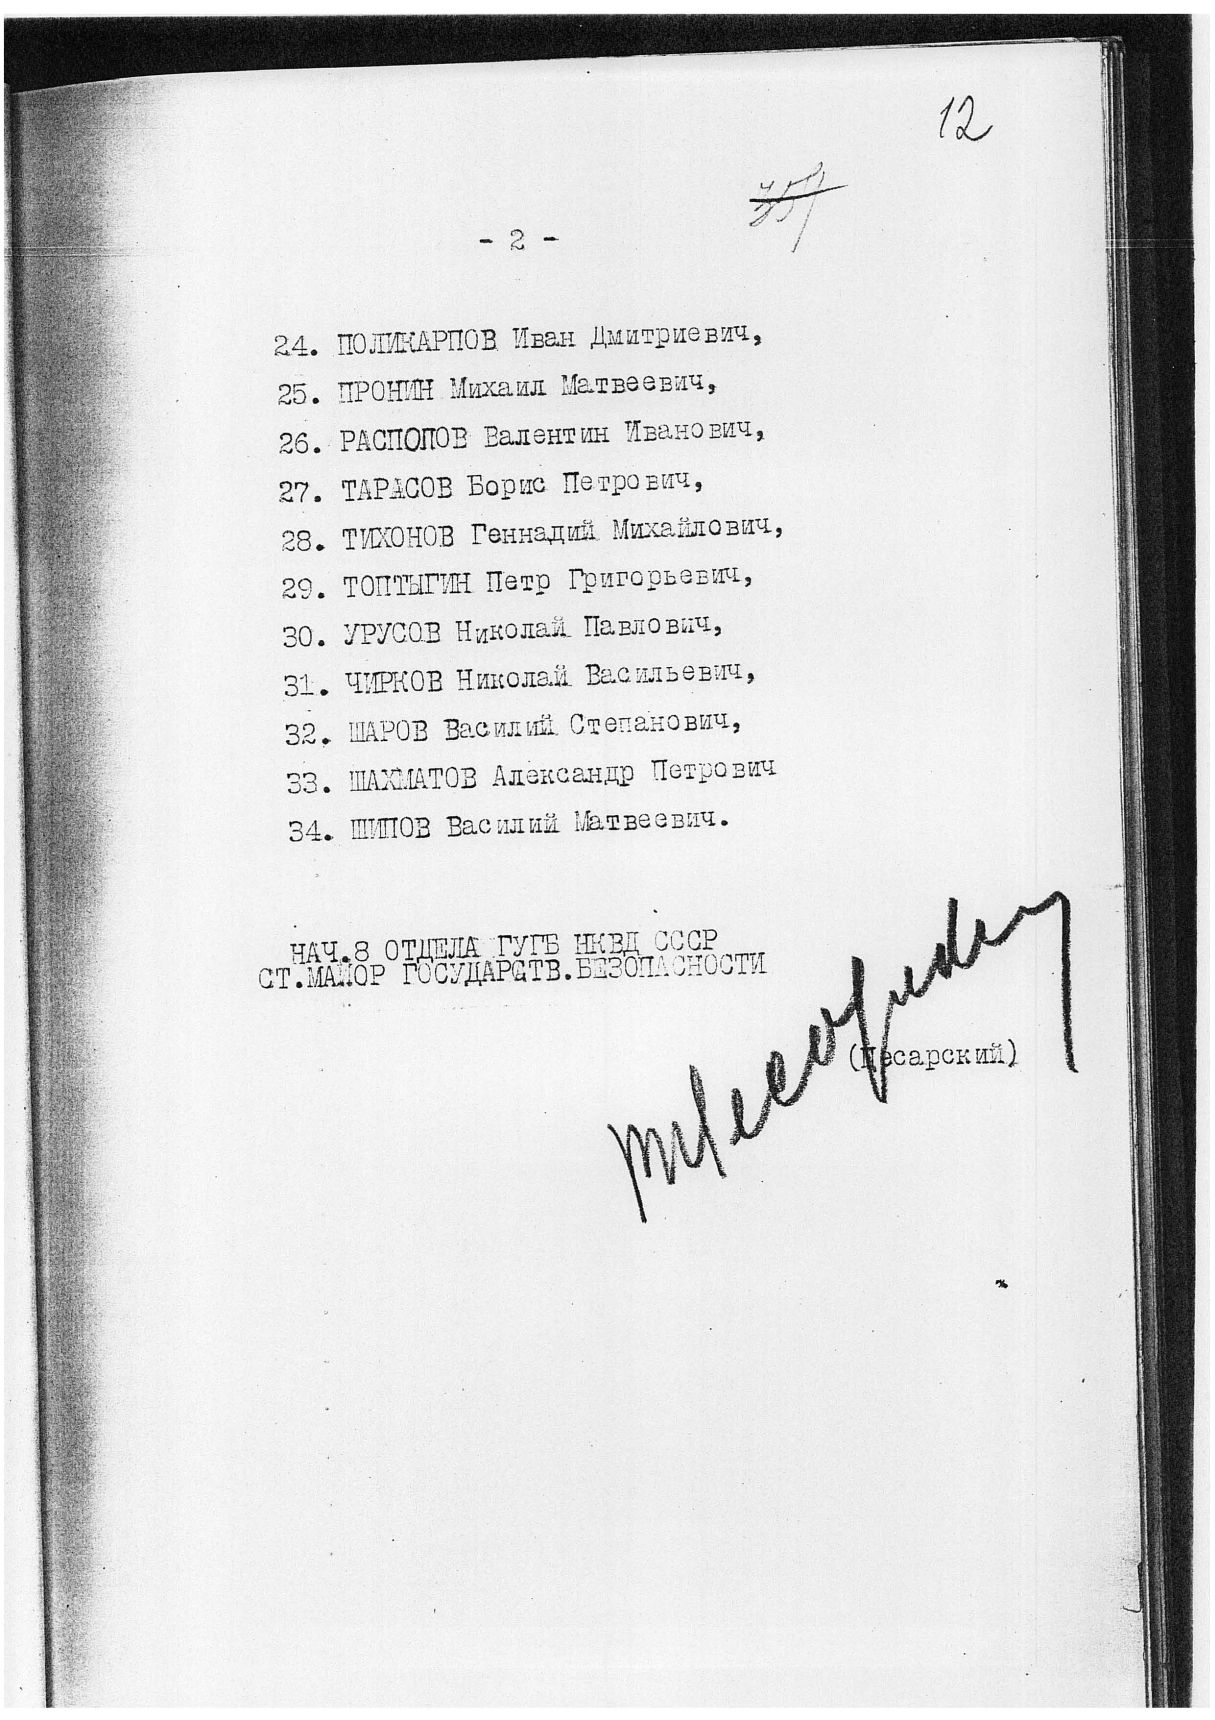 12
- 2 -
24. ПОЛИКАРПОВ Иван Дмитриевич,
25. ПРОНИН Михаил Матвеевич,
26. РАСПОПОВ Валентин Иванович,
27. ТАРАСОВ Борис Петрович,
28. ТИХОНОВ Геннадий Михайлович,
29. ТОПТЫГИН Петр Григорьевич,
30. УРУСОВ Николай Павлович,
31. ЧИРКОВ Николай Васильевич,
32. ШАРОВ Василий Степанович,
33. ШАХМАТОВ Александр Петрович
34. ШИПОВ Василий Матвеевич.
НАЧ.8 ОТДЕЛА ГУГБ НКВД СССР
СТ.МАЙОР ГОСУДАРСТВ.БЕЗОПАСНОСТИ
(Цесарский)